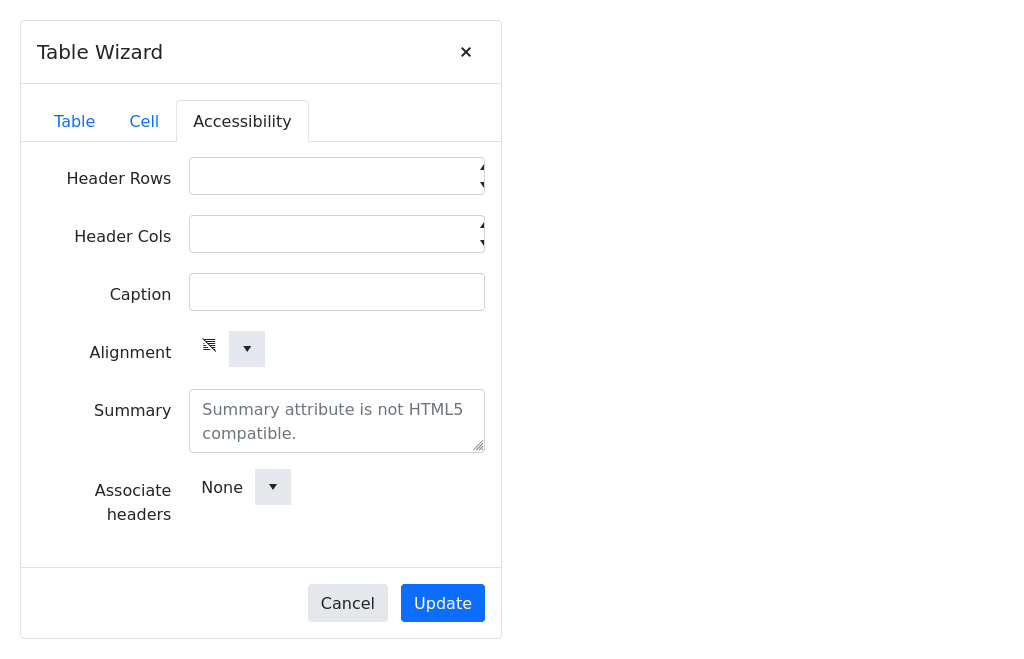 Table Wizard
Table Cell Accessibility
Header Rows
Header Cols
Caption
Alignment
Summary
Summary attribute is not HTML5
compatible.
Associate
headers
None
Cancel Update